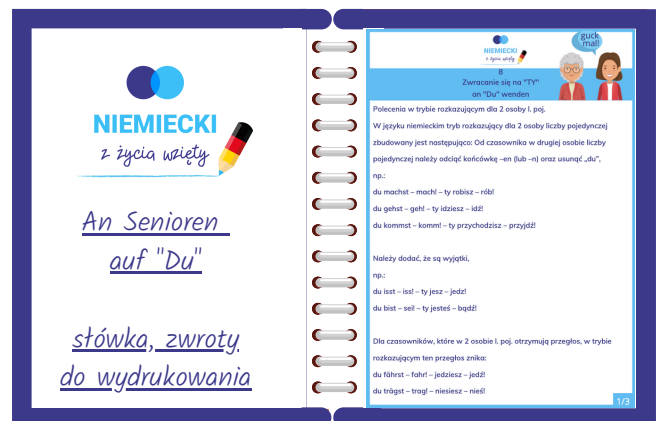 NIEMIECKI
z życia wzięty
An Senioren
auf "Du"
słówka, zwroty
do wydrukowania
NIEMIECKI
z życia wzięty
guck
mal!
8
Zwracanie się na "TY"
an "Du" wenden
Polecenia w trybie rozkazującym dla 2 osoby l. poj.
W języku niemieckim tryb rozkazujący dla 2 osoby liczby pojedynczej
zbudowany jest następująco: Od czasownika w drugiej osobie liczby
pojedynczej należy odciąć końcówkę –en (lub –n) oraz usunąć „du",
np.:
du machst – mach! – ty robisz – rób!
du gehst – geh! – ty idziesz – idź!
du kommst – komm! – ty przychodzisz – przyjdź!
Należy dodać, że są wyjątki,
np.:
du isst – iss! – ty jesz – jedz!
du bist – sei! – ty jesteś – bądź!
Dla czasowników, które w 2 osobie l. poj. otrzymują przegłos, w trybie
rozkazującym ten przegłos znika:
du fährst – fahr! – jedziesz – jedź!
du trägst – trag! – niesiesz – nieś!
1/3